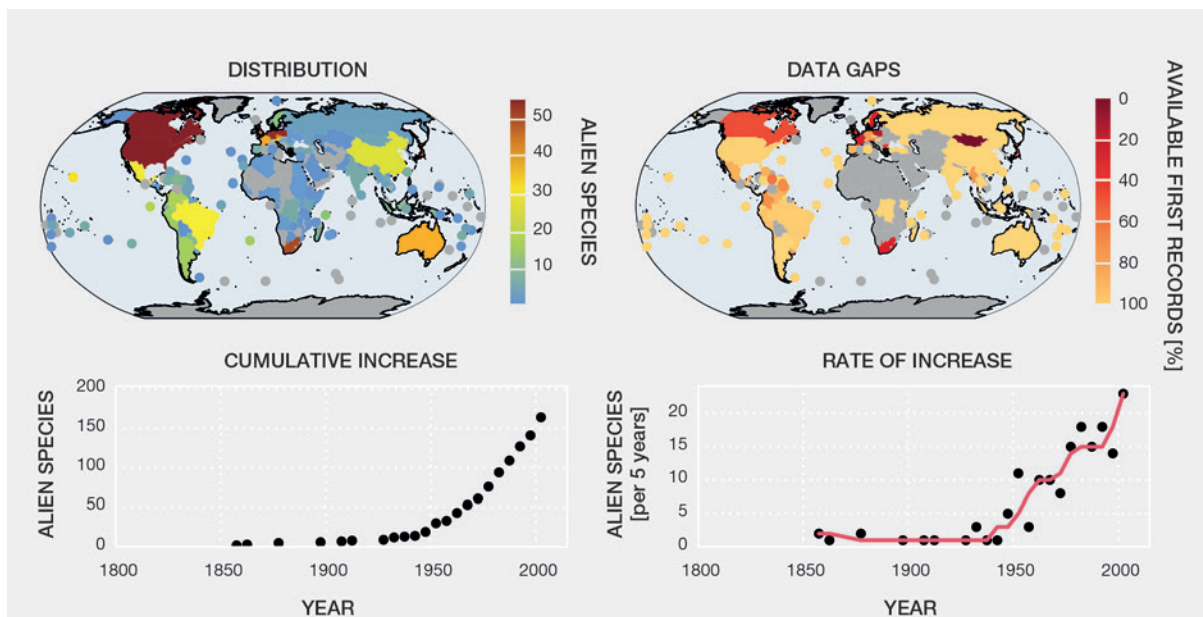 DISTRIBUTION
50
40
30
20
10
ALIEN SPECIES
DATA GAPS
0
20
40
60
80
100
AVAILABLE FIRST RECORDS [%]
CUMULATIVE INCREASE
ALIEN SPECIES
200
150
100
50
0
1800 1850 1900 1950 2000
YEAR
RATE OF INCREASE
ALIEN SPECIES
[per 5 years]
20
15
10
5
0
1800 1850 1900 1950 2000
YEAR